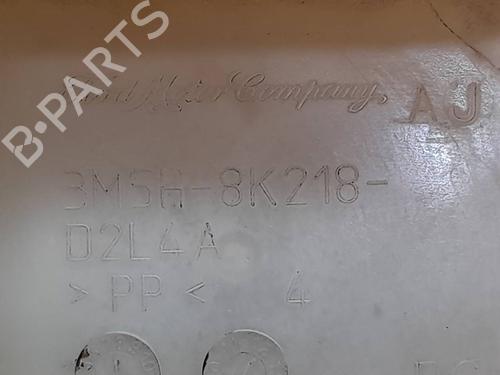 B-PARTS
Ford Motor Company, AJ
3M5H-8K218-
D2L4A
>PP< 4